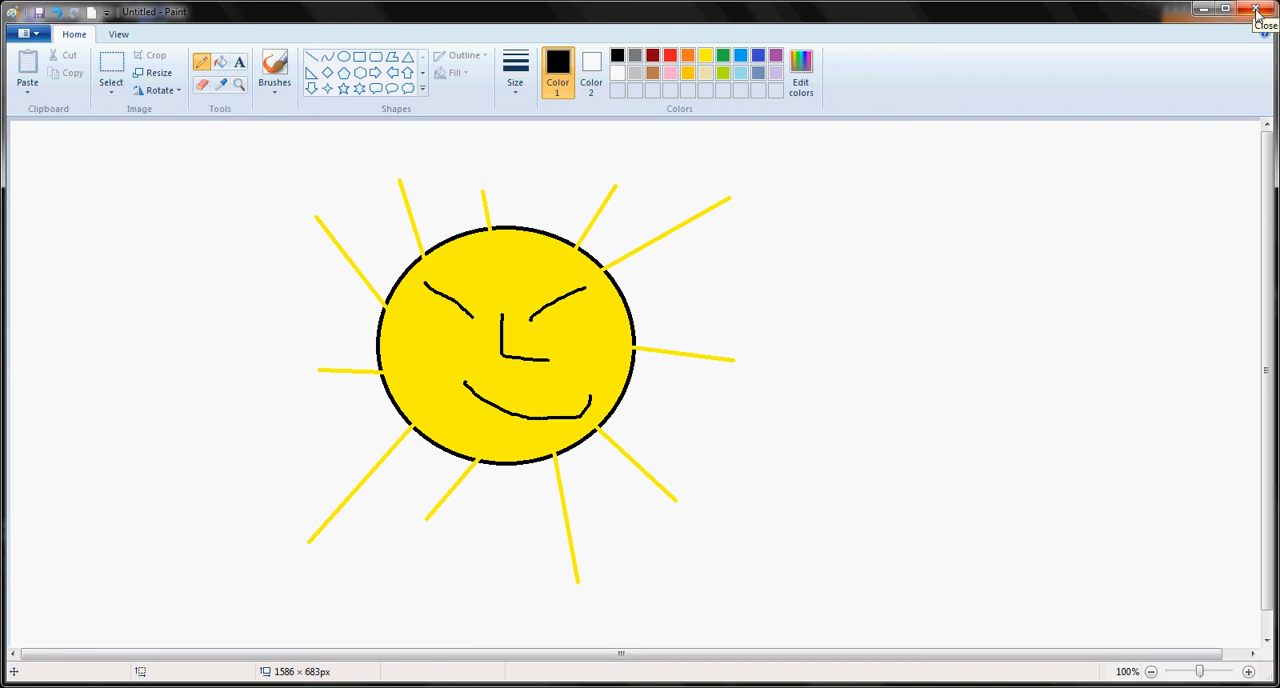 Untitled - Paint
Close
Home
View
Paste
Cut
Copy
Clipboard
Select
Crop
Resize
Rotate
Image
A
Tools
Brushes
Outline
Fill
Shapes
Size
Color
1
Color
2
Edit
colors
Colors
1586 × 683px
100%